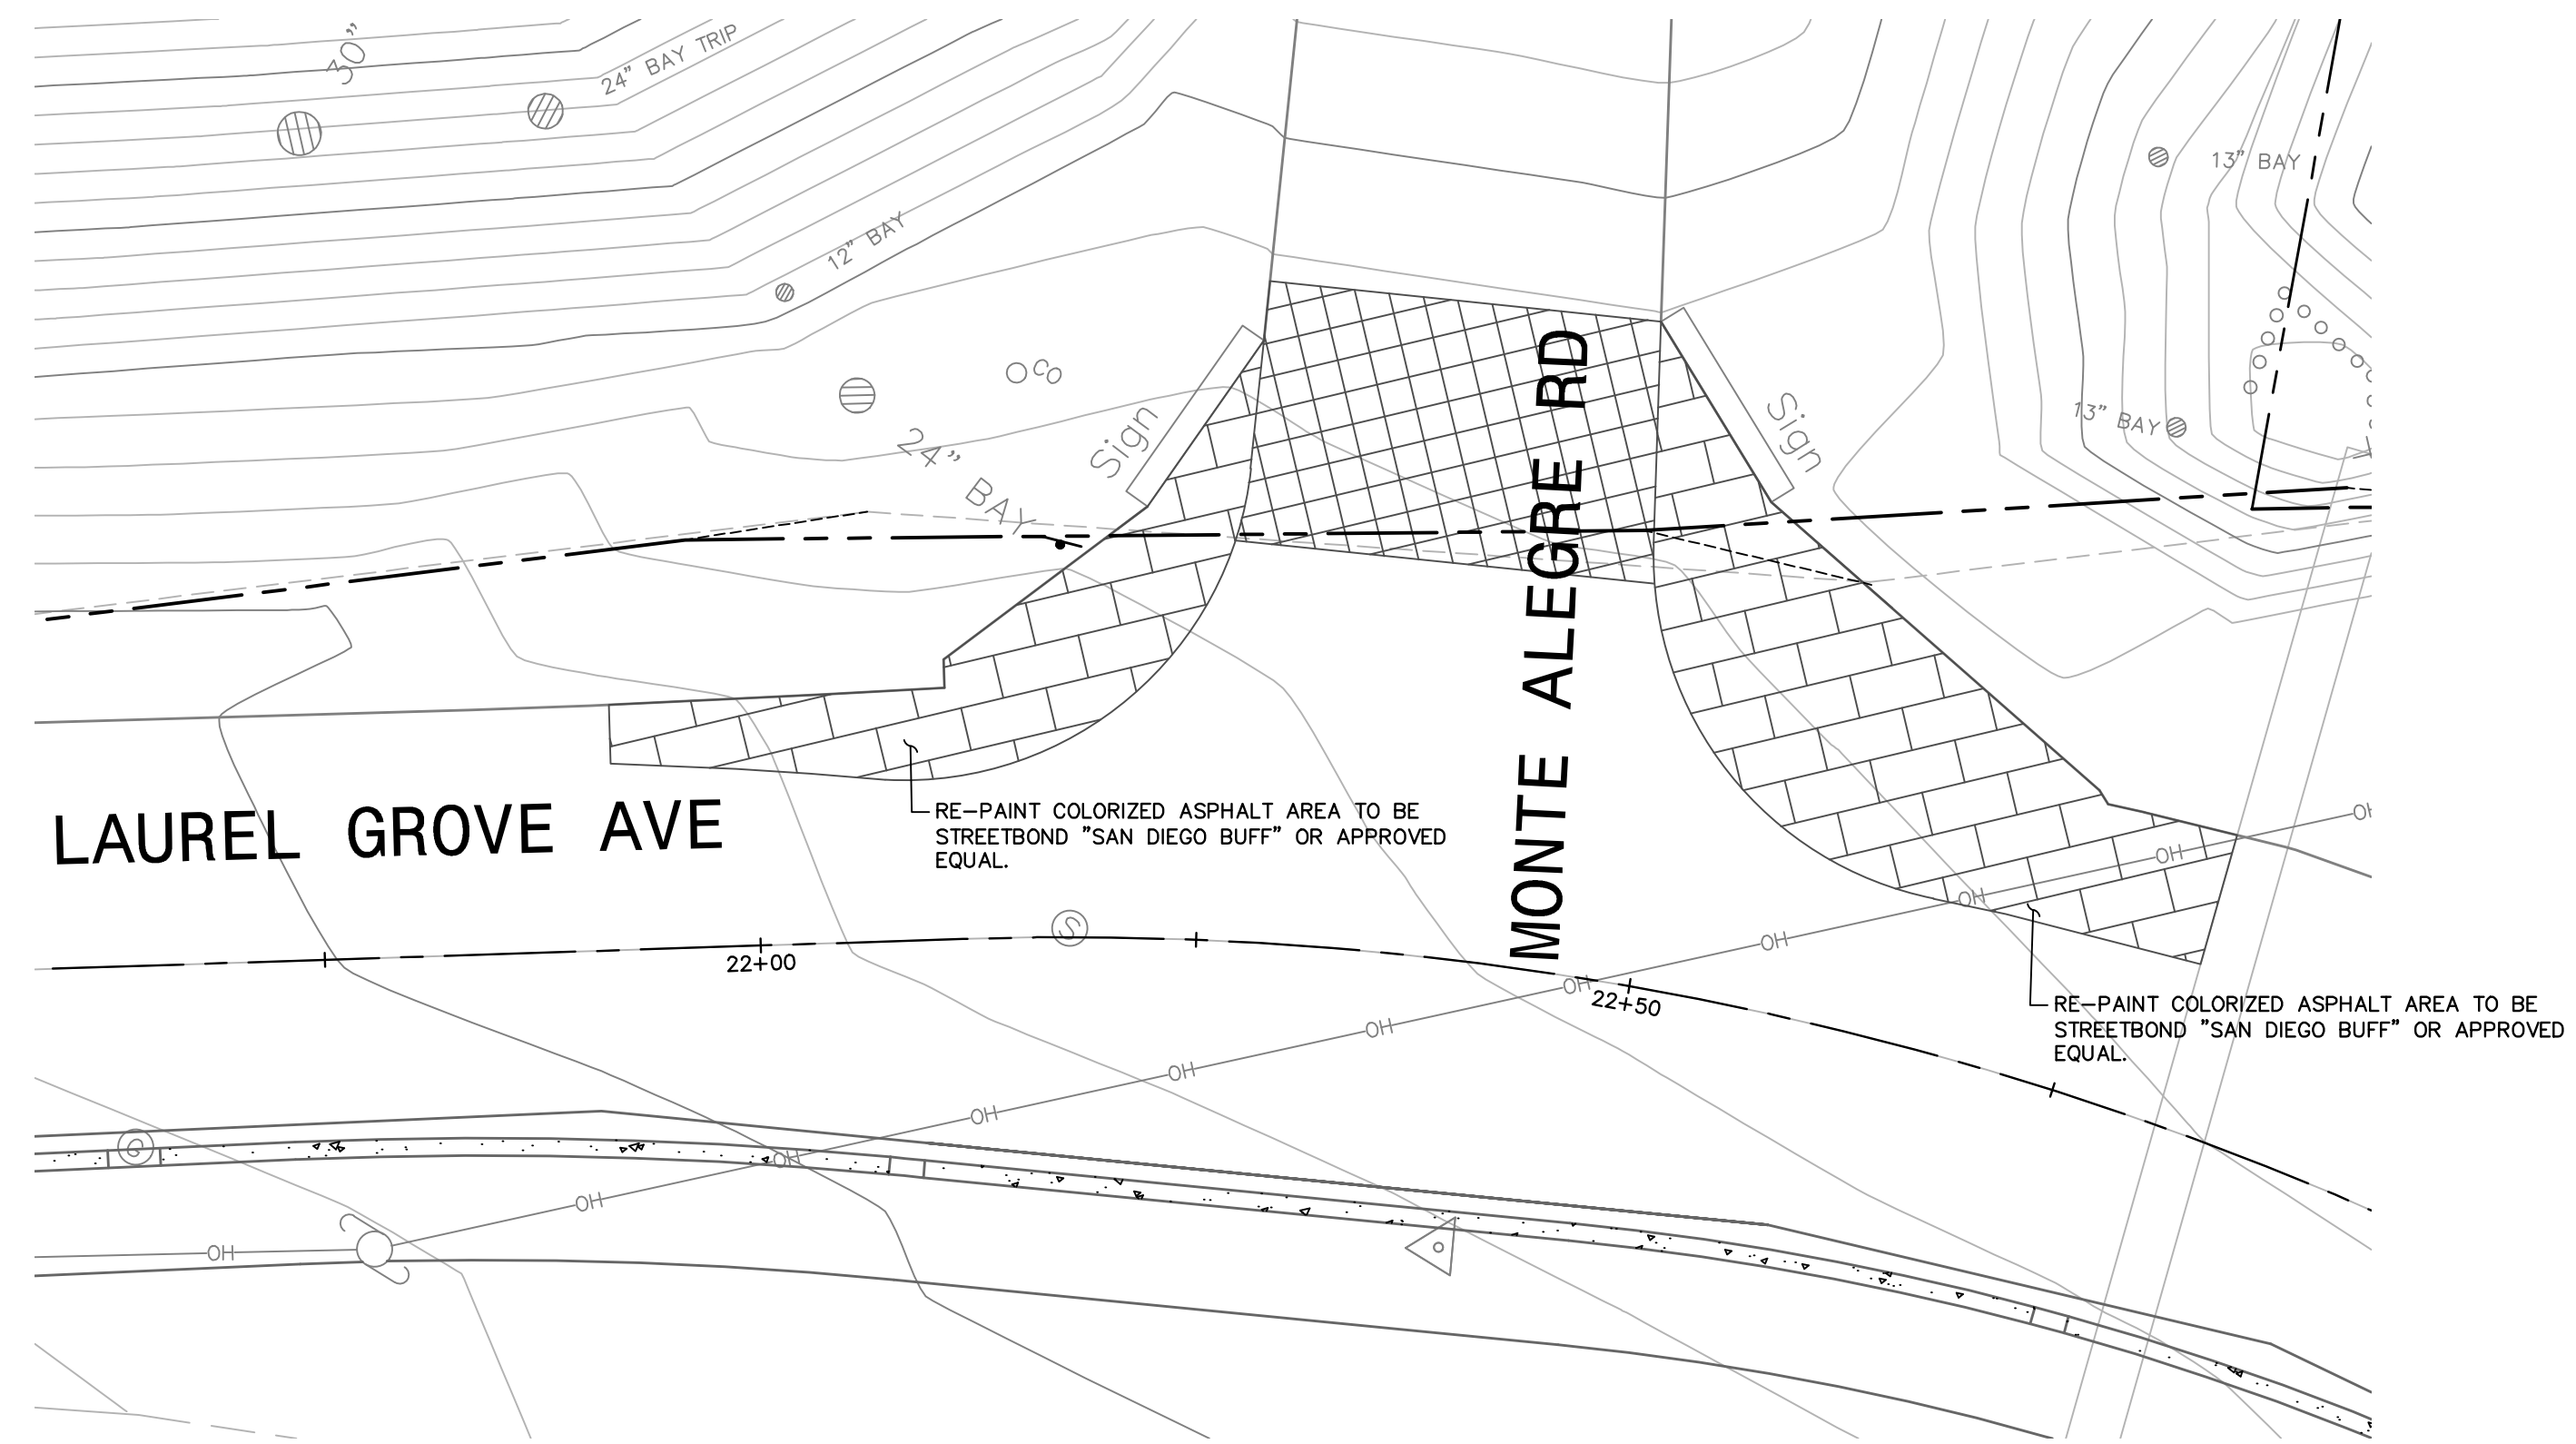 30”
24” BAY TRIP
13” BAY
12” BAY
CO
24” BAY
Sign
Sign
13” BAY
MONTE ALEGRE RD
LAUREL GROVE AVE
RE-PAINT COLORIZED ASPHALT AREA TO BE
STREETBOND ”SAN DIEGO BUFF” OR APPROVED
EQUAL.
OH
OH
OH
OH
S
22+00
OH
22+50
RE-PAINT COLORIZED ASPHALT AREA TO BE
STREETBOND ”SAN DIEGO BUFF” OR APPROVED
EQUAL.
OH
OH
OH
G
OH
OH
OH